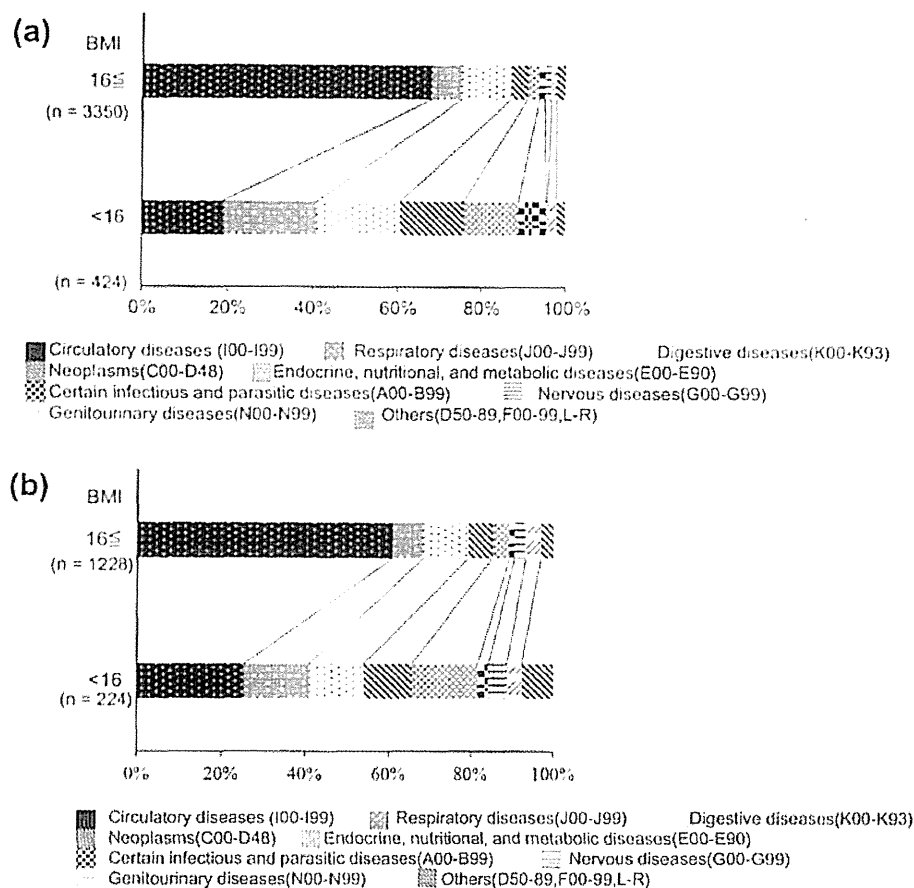 (a)
BMI
16≦
(n = 3350)
<16
(n = 424)
0% 20% 40% 60% 80% 100%
Circulatory diseases (I00-I99) Respiratory diseases(J00-J99) Digestive diseases(K00-K93)
Neoplasms(C00-D48) Endocrine, nutritional, and metabolic diseases(E00-E90)
Certain infectious and parasitic diseases(A00-B99) Nervous diseases(G00-G99)
Genitourinary diseases(N00-N99) Others(D50-89,F00-99,L-R)
(b)
BMI
16≦
(n = 1228)
<16
(n = 224)
0% 20% 40% 60% 80% 100%
Circulatory diseases (I00-I99) Respiratory diseases(J00-J99) Digestive diseases(K00-K93)
Neoplasms(C00-D48) Endocrine, nutritional, and metabolic diseases(E00-E90)
Certain infectious and parasitic diseases(A00-B99) Nervous diseases(G00-G99)
Genitourinary diseases(N00-N99) Others(D50-89,F00-99,L-R)